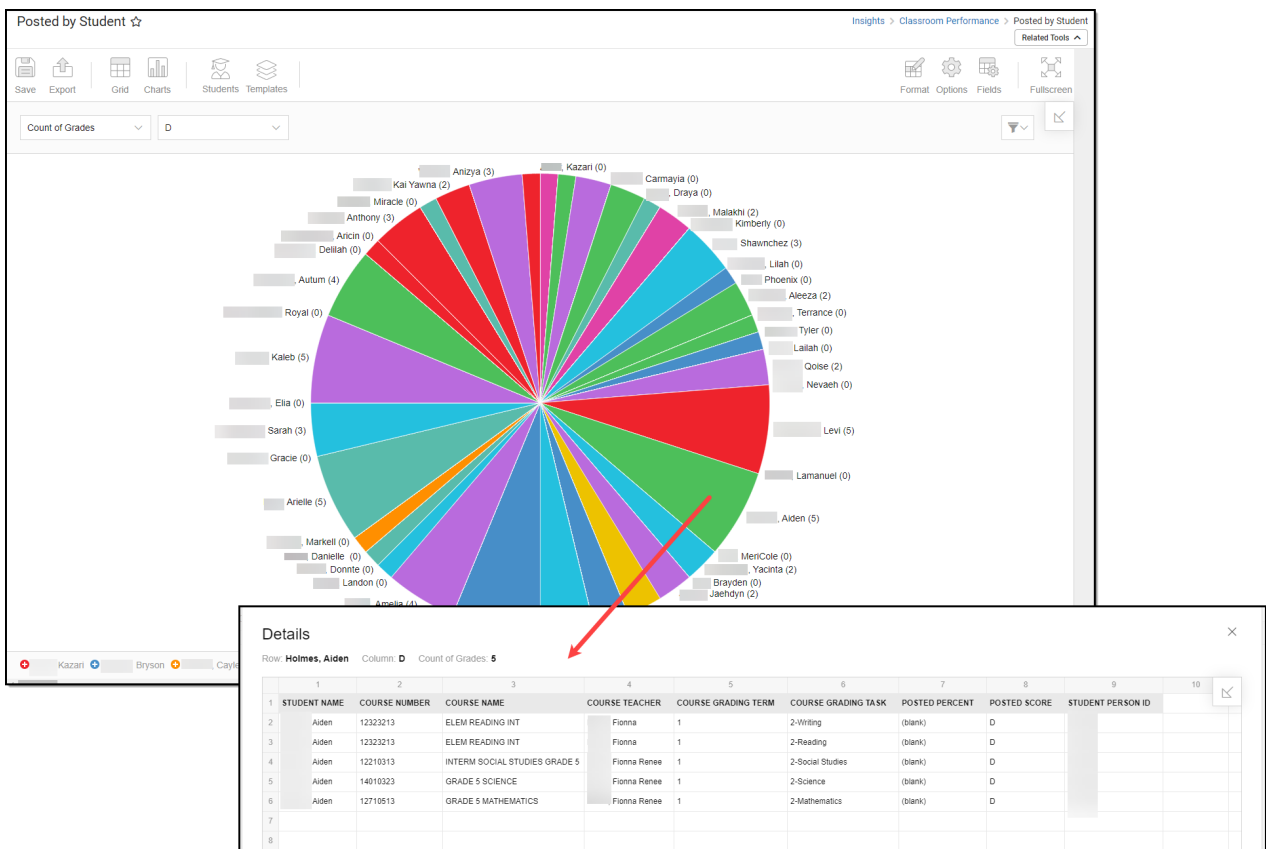 Posted by Student
Insights > Classroom Performance > Posted by Student
Related Tools
Save Export Grid Charts Students Templates Format Options Fields Fullscreen
Count of Grades D
Anizya (3)
, Kazari (0)
Kai Yawna (2)
Carmayia (0)
Miracle (0)
, Draya (0)
Anthony (3)
, Malakhi (2)
Aricin (0)
Kimberly (0)
Delilah (0)
Shawnchez (3)
, Autum (4)
, Lilah (0)
Royal (0)
Phoenix (0)
Kaleb (5)
Aleeza (2)
, Elia (0)
, Terrance (0)
Sarah (3)
Tyler (0)
Gracie (0)
Lailah (0)
Arielle (5)
Qoise (2)
, Markell (0)
, Nevaeh (0)
Danielle (0)
Levi (5)
Donnte (0)
Lamanuel (0)
Landon (0)
, Aiden (5)
Amelia (4)
MeriCole (0)
, Yacinta (2)
Brayden (0)
Jaehdyn (2)
Kazari Bryson , Cayle
Details
Row: Holmes, Aiden Column: D Count of Grades: 5
1 2 3 4 5 6 7 8 9 10
1 STUDENT NAME COURSE NUMBER COURSE NAME COURSE TEACHER COURSE GRADING TERM COURSE GRADING TASK POSTED PERCENT POSTED SCORE STUDENT PERSON ID
2 Aiden 12323213 ELEM READING INT Fionna 1 2-Writing (blank) D
3 Aiden 12323213 ELEM READING INT Fionna 1 2-Reading (blank) D
4 Aiden 12210313 INTERM SOCIAL STUDIES GRADE 5 Fionna Renee 1 2-Social Studies (blank) D
5 Aiden 14010323 GRADE 5 SCIENCE Fionna Renee 1 2-Science (blank) D
6 Aiden 12710513 GRADE 5 MATHEMATICS Fionna Renee 1 2-Mathematics (blank) D
7
8